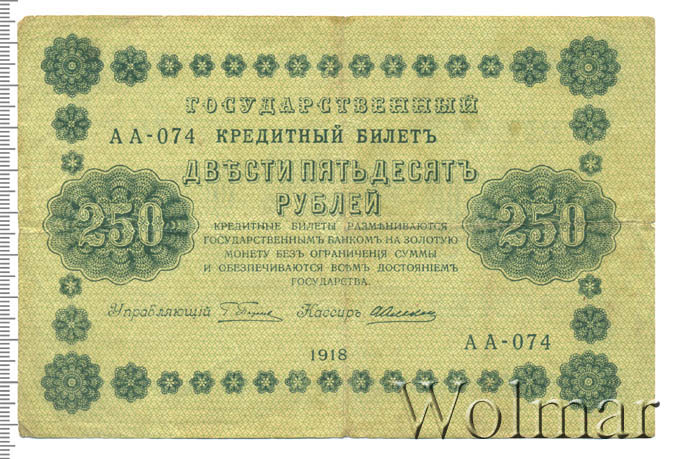 ГОСУДАРСТВЕННЫЙ
АА-074 КРЕДИТНЫЙ БИЛЕТЪ
ДВѢСТИ ПЯТЬДЕСЯТЪ
РУБЛЕЙ
250 250
КРЕДИТНЫЕ БИЛЕТЫ РАЗМѢНИВАЮТСЯ
ГОСУДАРСТВЕННЫМЪ БАНКОМЪ НА ЗОЛОТУЮ
МОНЕТУ БЕЗЪ ОГРАНИЧЕНІЯ СУММЫ
И ОБЕЗПЕЧИВАЮТСЯ ВСѢМЪ ДОСТОЯНІЕМЪ
ГОСУДАРСТВА.
Управляющій Кассиръ
АА-074
1918
Wolmar